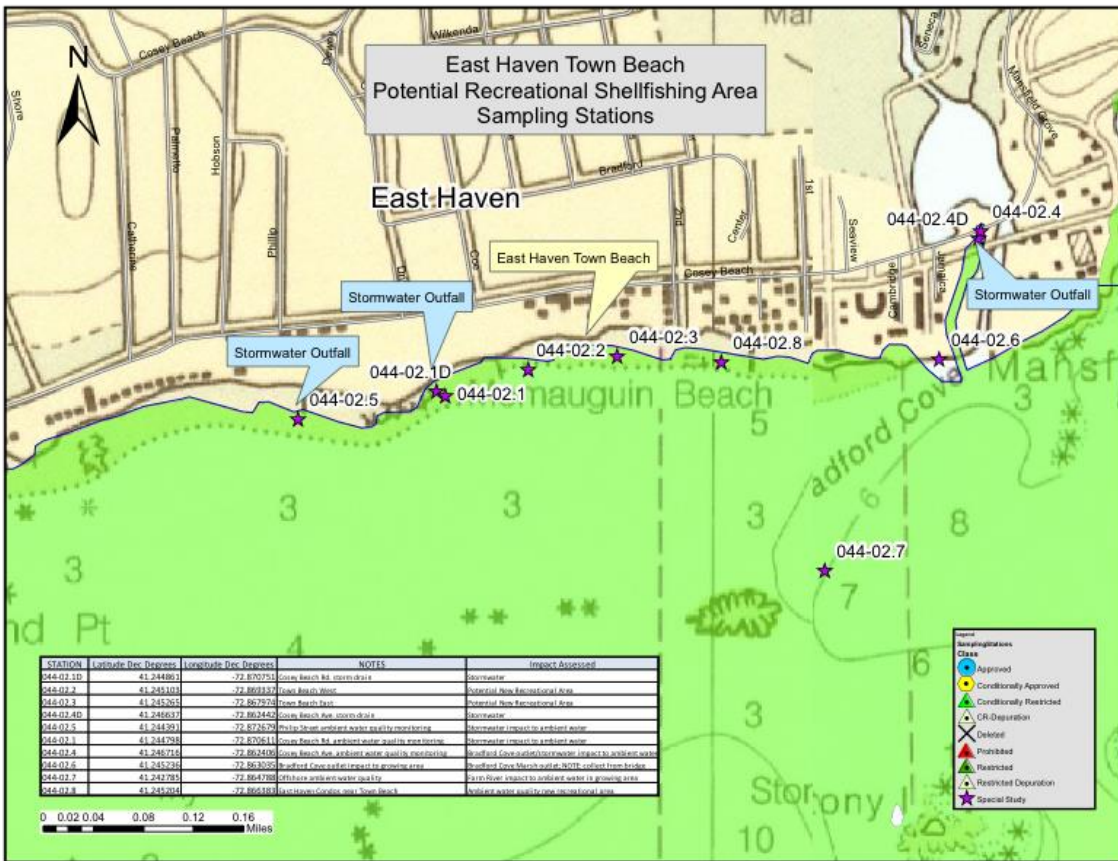 Mar
Cosey Beach
Wilkenda
Seneca
Mansfield Grove
N
East Haven Town Beach
Potential Recreational Shellfishing Area
Sampling Stations
Shore
Palmetto
Hobson
Bradford
1st
East Haven
2nd
Center
Seaview
044-02.4D
044-02.4
Catherine
Phillip
Coe
East Haven Town Beach
Cosey Beach
Cambridge
Stormwater Outfall
Stormwater Outfall
Stormwater Outfall
044-02.2
044-02.3
044-02.8
044-02.6
044-02.1D
044-02.5
044-02.1
Momauguin Beach
Mansf
3
5
adford Cove
6
3
3
3
8
3
044-02.7
7
nd Pt
4
6
3
Stor
ony I
10
STATION Latitude Dec Degrees Longitude Dec Degrees NOTES Impact Assessed
044-02.1D 41.244861 -72.870751 Cosey Beach Rd. storm drain Stormwater
044-02.2 41.245103 -72.869337 Town Beach West Potential New Recreational Area
044-02.3 41.245265 -72.867974 Town Beach East Potential New Recreational Area
044-02.4D 41.246637 -72.862442 Cosey Beach Ave. storm drain Stormwater
044-02.5 41.244391 -72.872679 Philip Street ambient water quality monitoring Stormwater impact to ambient water
044-02.1 41.244798 -72.870611 Cosey Beach Rd. ambient water quality monitoring Stormwater impact to ambient water
044-02.4 41.246716 -72.862406 Cosey Beach Ave. ambient water quality monitoring Bradford Cove outlet/stormwater impact to ambient water
044-02.6 41.245236 -72.863035 Bradford Cove outlet impact to growing area Bradford Cove Marsh outlet; NOTE: collect from bridge
044-02.7 41.242785 -72.864788 Offshore ambient water quality Farm River impact to ambient water in growing area
044-02.8 41.245204 -72.866383 East Haven Condos near Town Beach Ambient water quality new recreational area
0 0.02 0.04 0.08 0.12 0.16
Miles
Legend
SamplingStations
Class
Approved
Conditionally Approved
Conditionally Restricted
CR-Depuration
Deleted
Prohibited
Restricted
Restricted Depuration
Special Study